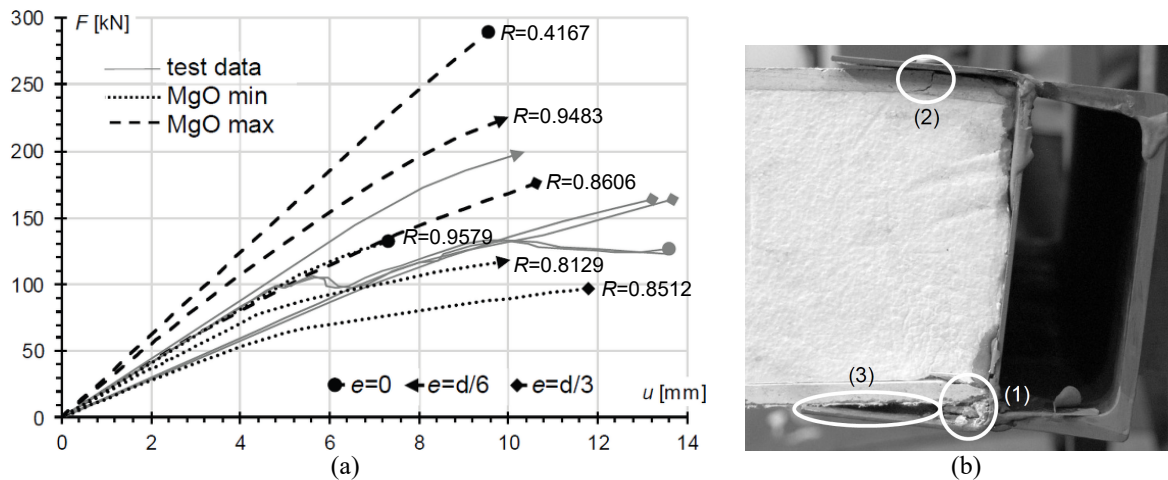 F [kN]
300
250
200
150
100
50
0
test data
MgO min
MgO max
R=0.4167
R=0.9483
R=0.8606
R=0.9579
R=0.8129
R=0.8512
e=0 e=d/6 e=d/3
u [mm]
0 2 4 6 8 10 12 14
(a)
(2)
(3)
(1)
(b)